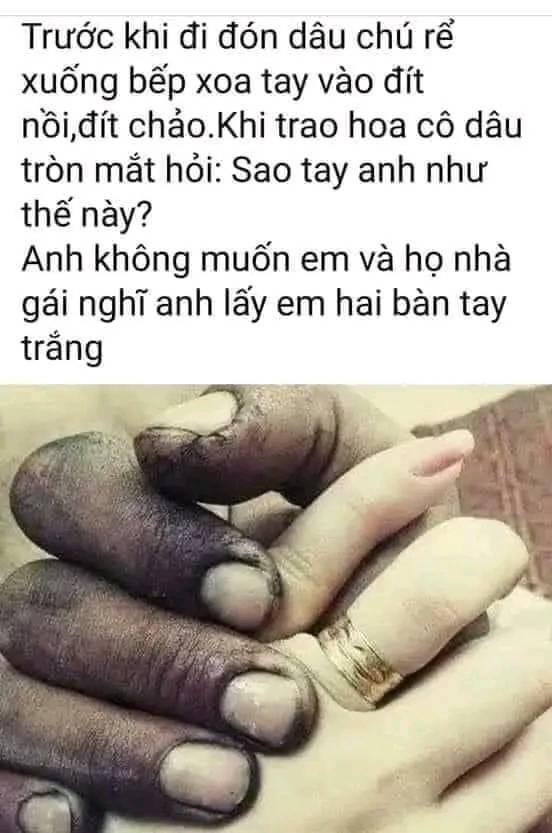 Trước khi đi đón dâu chú rể
xuống bếp xoa tay vào đít
nồi,đít chảo.Khi trao hoa cô dâu
tròn mắt hỏi: Sao tay anh như
thế này?
Anh không muốn em và họ nhà
gái nghĩ anh lấy em hai bàn tay
trắng